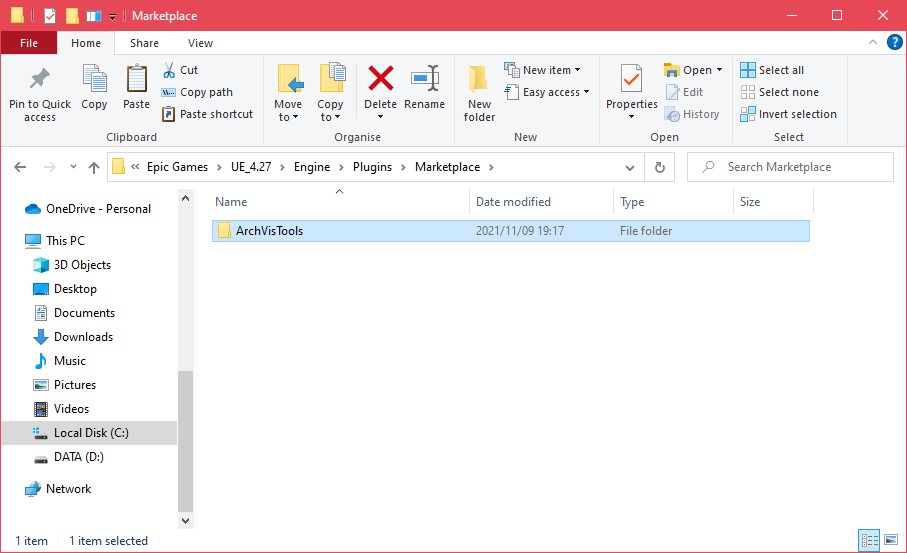 Marketplace
File Home Share View
Pin to Quick access
Copy
Paste
Cut
Copy path
Paste shortcut
Clipboard
Move to
Copy to
Delete
Rename
Organise
New folder
New item
Easy access
New
Properties
Open
Edit
History
Open
Select all
Select none
Invert selection
Select
« Epic Games > UE_4.27 > Engine > Plugins > Marketplace >
Search Marketplace
Name Date modified Type Size
ArchVisTools 2021/11/09 19:17 File folder
OneDrive - Personal
This PC
3D Objects
Desktop
Documents
Downloads
Music
Pictures
Videos
Local Disk (C:)
DATA (D:)
Network
1 item 1 item selected